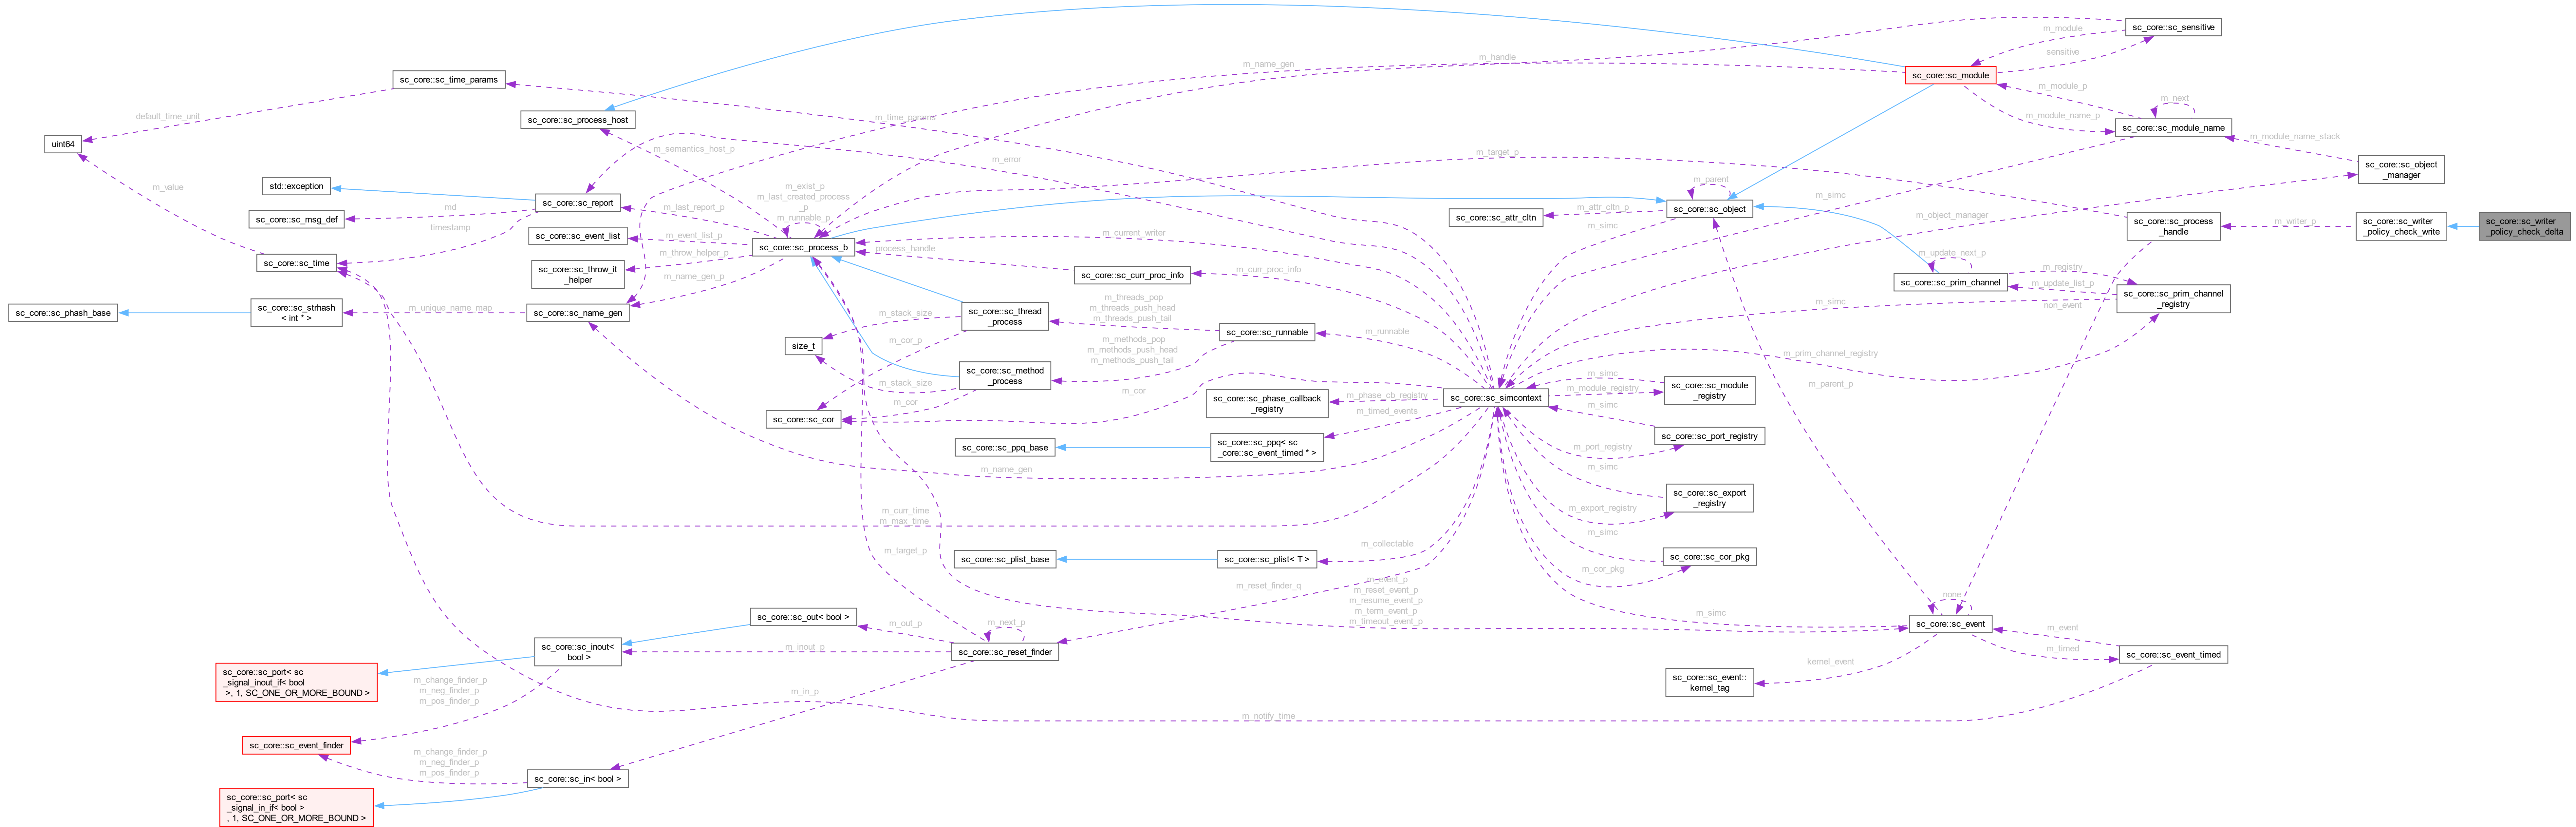 sc_core::sc_sensitive
m_module
sensitive
m_name_gen
m_handle
sc_core::sc_module
sc_core::sc_time_params
m_module_p
m_next
default_time_unit
sc_core::sc_process_host
m_time_params
m_module_name_p
sc_core::sc_module_name
m_module_name_stack
uint64
m_semantics_host_p
m_error
m_target_p
sc_core::sc_object
_manager
m_value
std::exception
m_exist_p
m_last_created_process
_p
m_runnable_p
m_parent
m_simc
sc_core::sc_report
md
timestamp
m_last_report_p
sc_core::sc_msg_def
sc_core::sc_attr_cltn
m_attr_cltn_p
sc_core::sc_object
m_object_manager
sc_core::sc_process
_handle
m_writer_p
sc_core::sc_writer
_policy_check_write
sc_core::sc_writer
_policy_check_delta
sc_core::sc_event_list
m_event_list_p
sc_core::sc_process_b
m_current_writer
process_handle
m_simc
m_update_next_p
sc_core::sc_time
sc_core::sc_throw_it
_helper
m_throw_helper_p
m_name_gen_p
sc_core::sc_curr_proc_info
m_curr_proc_info
sc_core::sc_prim_channel
m_registry
m_update_list_p
sc_core::sc_prim_channel
_registry
sc_core::sc_phash_base
sc_core::sc_strhash
< int * >
m_unique_name_map
sc_core::sc_name_gen
m_stack_size
sc_core::sc_thread
_process
m_threads_pop
m_threads_push_head
m_threads_push_tail
m_simc
non_event
size_t
m_cor_p
sc_core::sc_runnable
m_runnable
m_methods_pop
m_methods_push_head
m_methods_push_tail
m_prim_channel_registry
sc_core::sc_method
_process
m_stack_size
m_cor
m_cor
sc_core::sc_cor
sc_core::sc_phase_callback
_registry
m_phase_cb_registry
sc_core::sc_simcontext
m_simc
m_module_registry
sc_core::sc_module
_registry
m_parent_p
m_timed_events
m_simc
sc_core::sc_port_registry
sc_core::sc_ppq_base
sc_core::sc_ppq< sc
_core::sc_event_timed * >
m_port_registry
m_name_gen
m_simc
sc_core::sc_export
_registry
m_export_registry
m_curr_time
m_max_time
m_simc
m_target_p
sc_core::sc_plist_base
sc_core::sc_plist< T >
m_collectable
sc_core::sc_cor_pkg
m_cor_pkg
m_reset_finder_q
m_event_p
m_reset_event_p
m_resume_event_p
m_term_event_p
m_timeout_event_p
none
m_simc
sc_core::sc_event
m_event
m_timed
sc_core::sc_event_timed
sc_core::sc_out< bool >
m_out_p
m_next_p
sc_core::sc_inout<
bool >
m_inout_p
sc_core::sc_reset_finder
kernel_event
sc_core::sc_event::
kernel_tag
sc_core::sc_port< sc
_signal_inout_if< bool
>, 1, SC_ONE_OR_MORE_BOUND >
m_change_finder_p
m_neg_finder_p
m_pos_finder_p
m_in_p
m_notify_time
sc_core::sc_event_finder
m_change_finder_p
m_neg_finder_p
m_pos_finder_p
sc_core::sc_in< bool >
sc_core::sc_port< sc
_signal_in_if< bool >
, 1, SC_ONE_OR_MORE_BOUND >